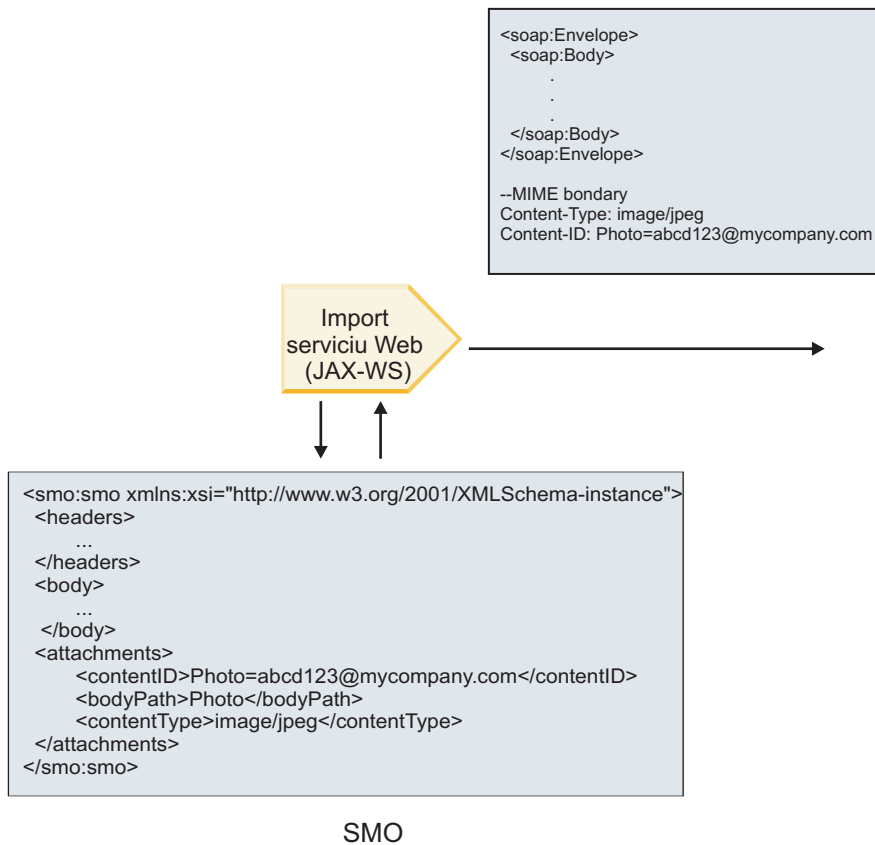 <soap:Envelope>
<soap:Body>
.
.
.
</soap:Body>
</soap:Envelope>
--MIME bondary
Content-Type: image/jpeg
Content-ID: Photo=abcd123@mycompany.com
Import
serviciu Web
(JAX-WS)
<smo:smo xmlns:xsi="http://www.w3.org/2001/XMLSchema-instance">
<headers>
...
</headers>
<body>
...
</body>
<attachments>
<contentID>Photo=abcd123@mycompany.com</contentID>
<bodyPath>Photo</bodyPath>
<contentType>image/jpeg</contentType>
</attachments>
</smo:smo>
SMO